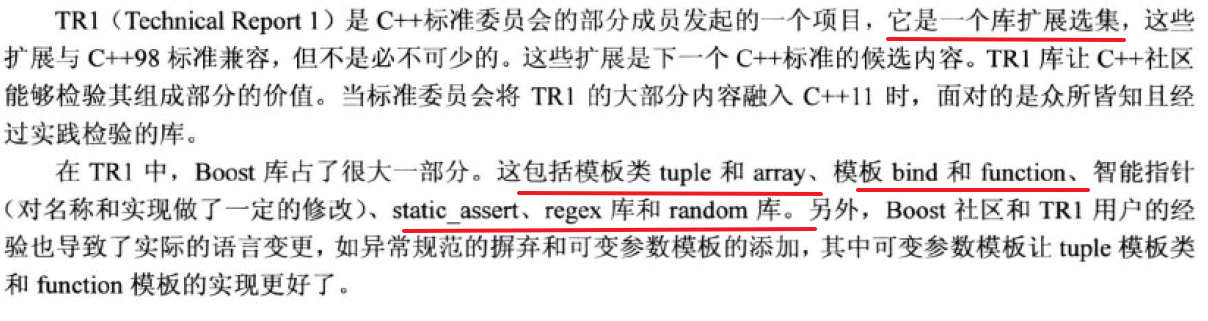 TR1（Technical Report 1）是 C++标准委员会的部分成员发起的一个项目，它是一个库扩展选集，这些
扩展与 C++98 标准兼容，但不是必不可少的。这些扩展是下一个 C++标准的候选内容。TR1 库让 C++社区
能够检验其组成部分的价值。当标准委员会将 TR1 的大部分内容融入 C++11 时，面对的是众所皆知且经
过实践检验的库。
在 TR1 中，Boost 库占了很大一部分。这包括模板类 tuple 和 array、模板 bind 和 function、智能指针
（对名称和实现做了一定的修改）、static_assert、regex 库和 random 库。另外，Boost 社区和 TR1 用户的经
验也导致了实际的语言变更，如异常规范的摒弃和可变参数模板的添加，其中可变参数模板让 tuple 模板类
和 function 模板的实现更好了。